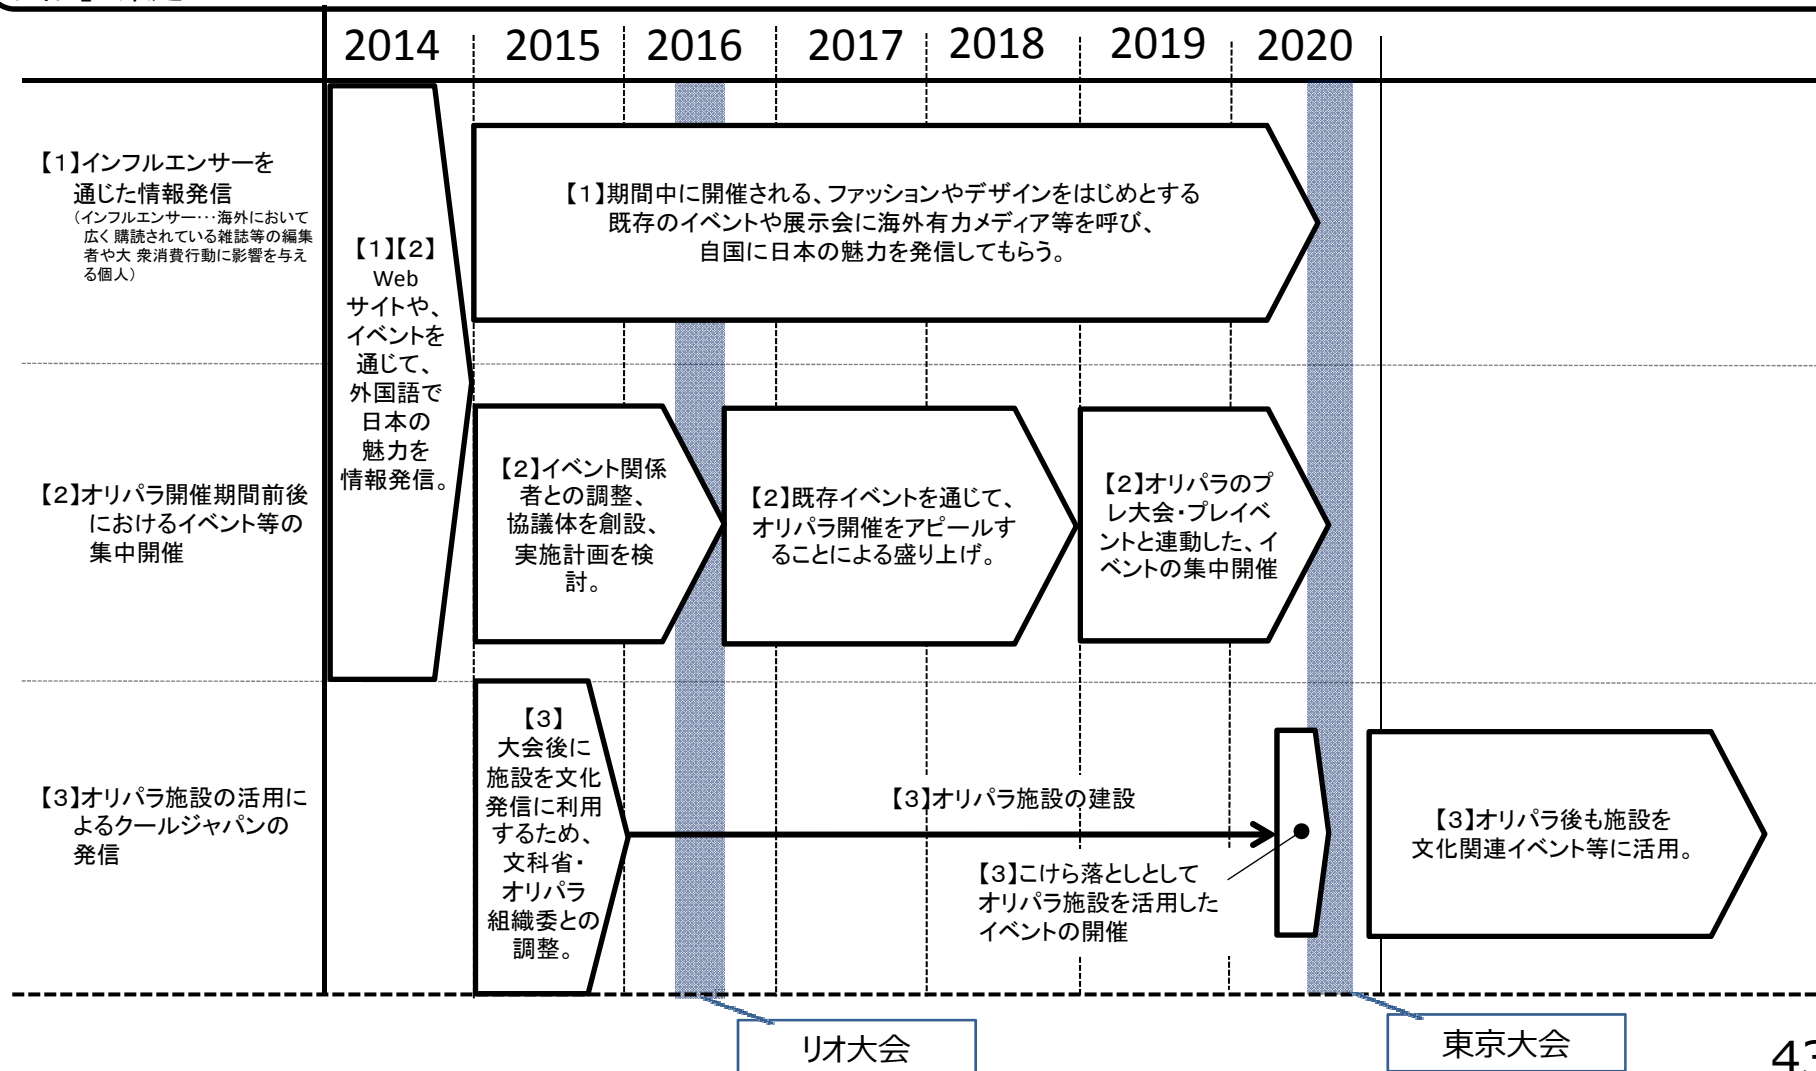 2014
2015
2016
2017
2018
2019
2020
【1】インフルエンサーを
通じた情報発信
（インフルエンサー…海外において
広く購読されている雑誌等の編集
者や大 衆消費行動に影響を与え
る個人）
【1】【2】
Web
サイトや、
イベントを
通じて、
外国語で
日本の
魅力を
情報発信。
【1】期間中に開催される、ファッションやデザインをはじめとする
既存のイベントや展示会に海外有力メディア等を呼び、
自国に日本の魅力を発信してもらう。
【2】オリパラ開催期間前後
におけるイベント等の
集中開催
【2】イベント関係
者との調整、
協議体を創設、
実施計画を検
討。
【2】既存イベントを通じて、
オリパラ開催をアピールす
ることによる盛り上げ。
【2】オリパラのプ
レ大会・プレイベ
ントと連動した、イ
ベントの集中開催
【3】オリパラ施設の活用に
よるクールジャパンの
発信
【3】
大会後に
施設を文化
発信に利用
するため、
文科省・
オリパラ
組織委との
調整。
【3】オリパラ施設の建設
【3】こけら落としとして
オリパラ施設を活用した
イベントの開催
【3】オリパラ後も施設を
文化関連イベント等に活用。
リオ大会
東京大会
43